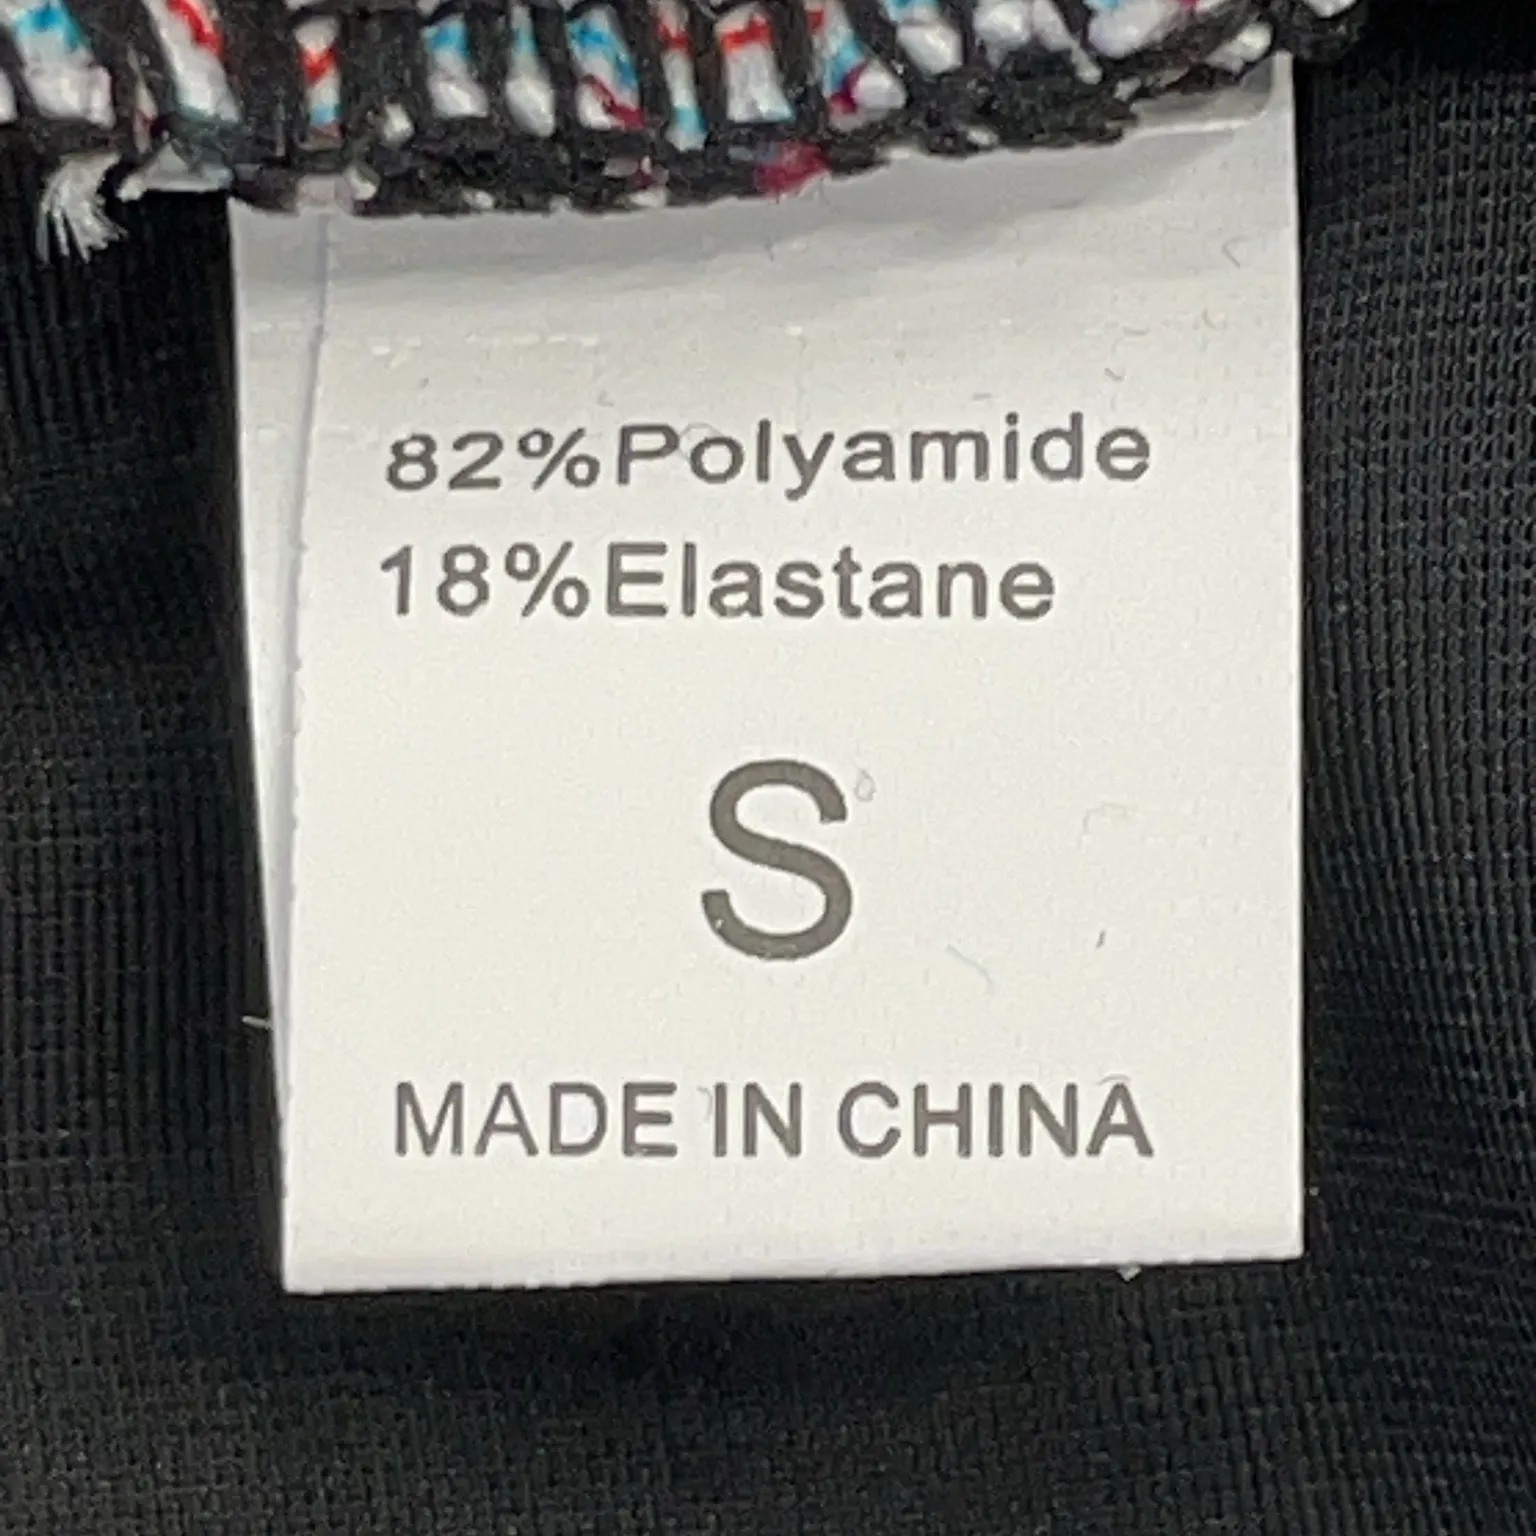 82%Polyamide
18%Elastane
S
MADE IN CHINA